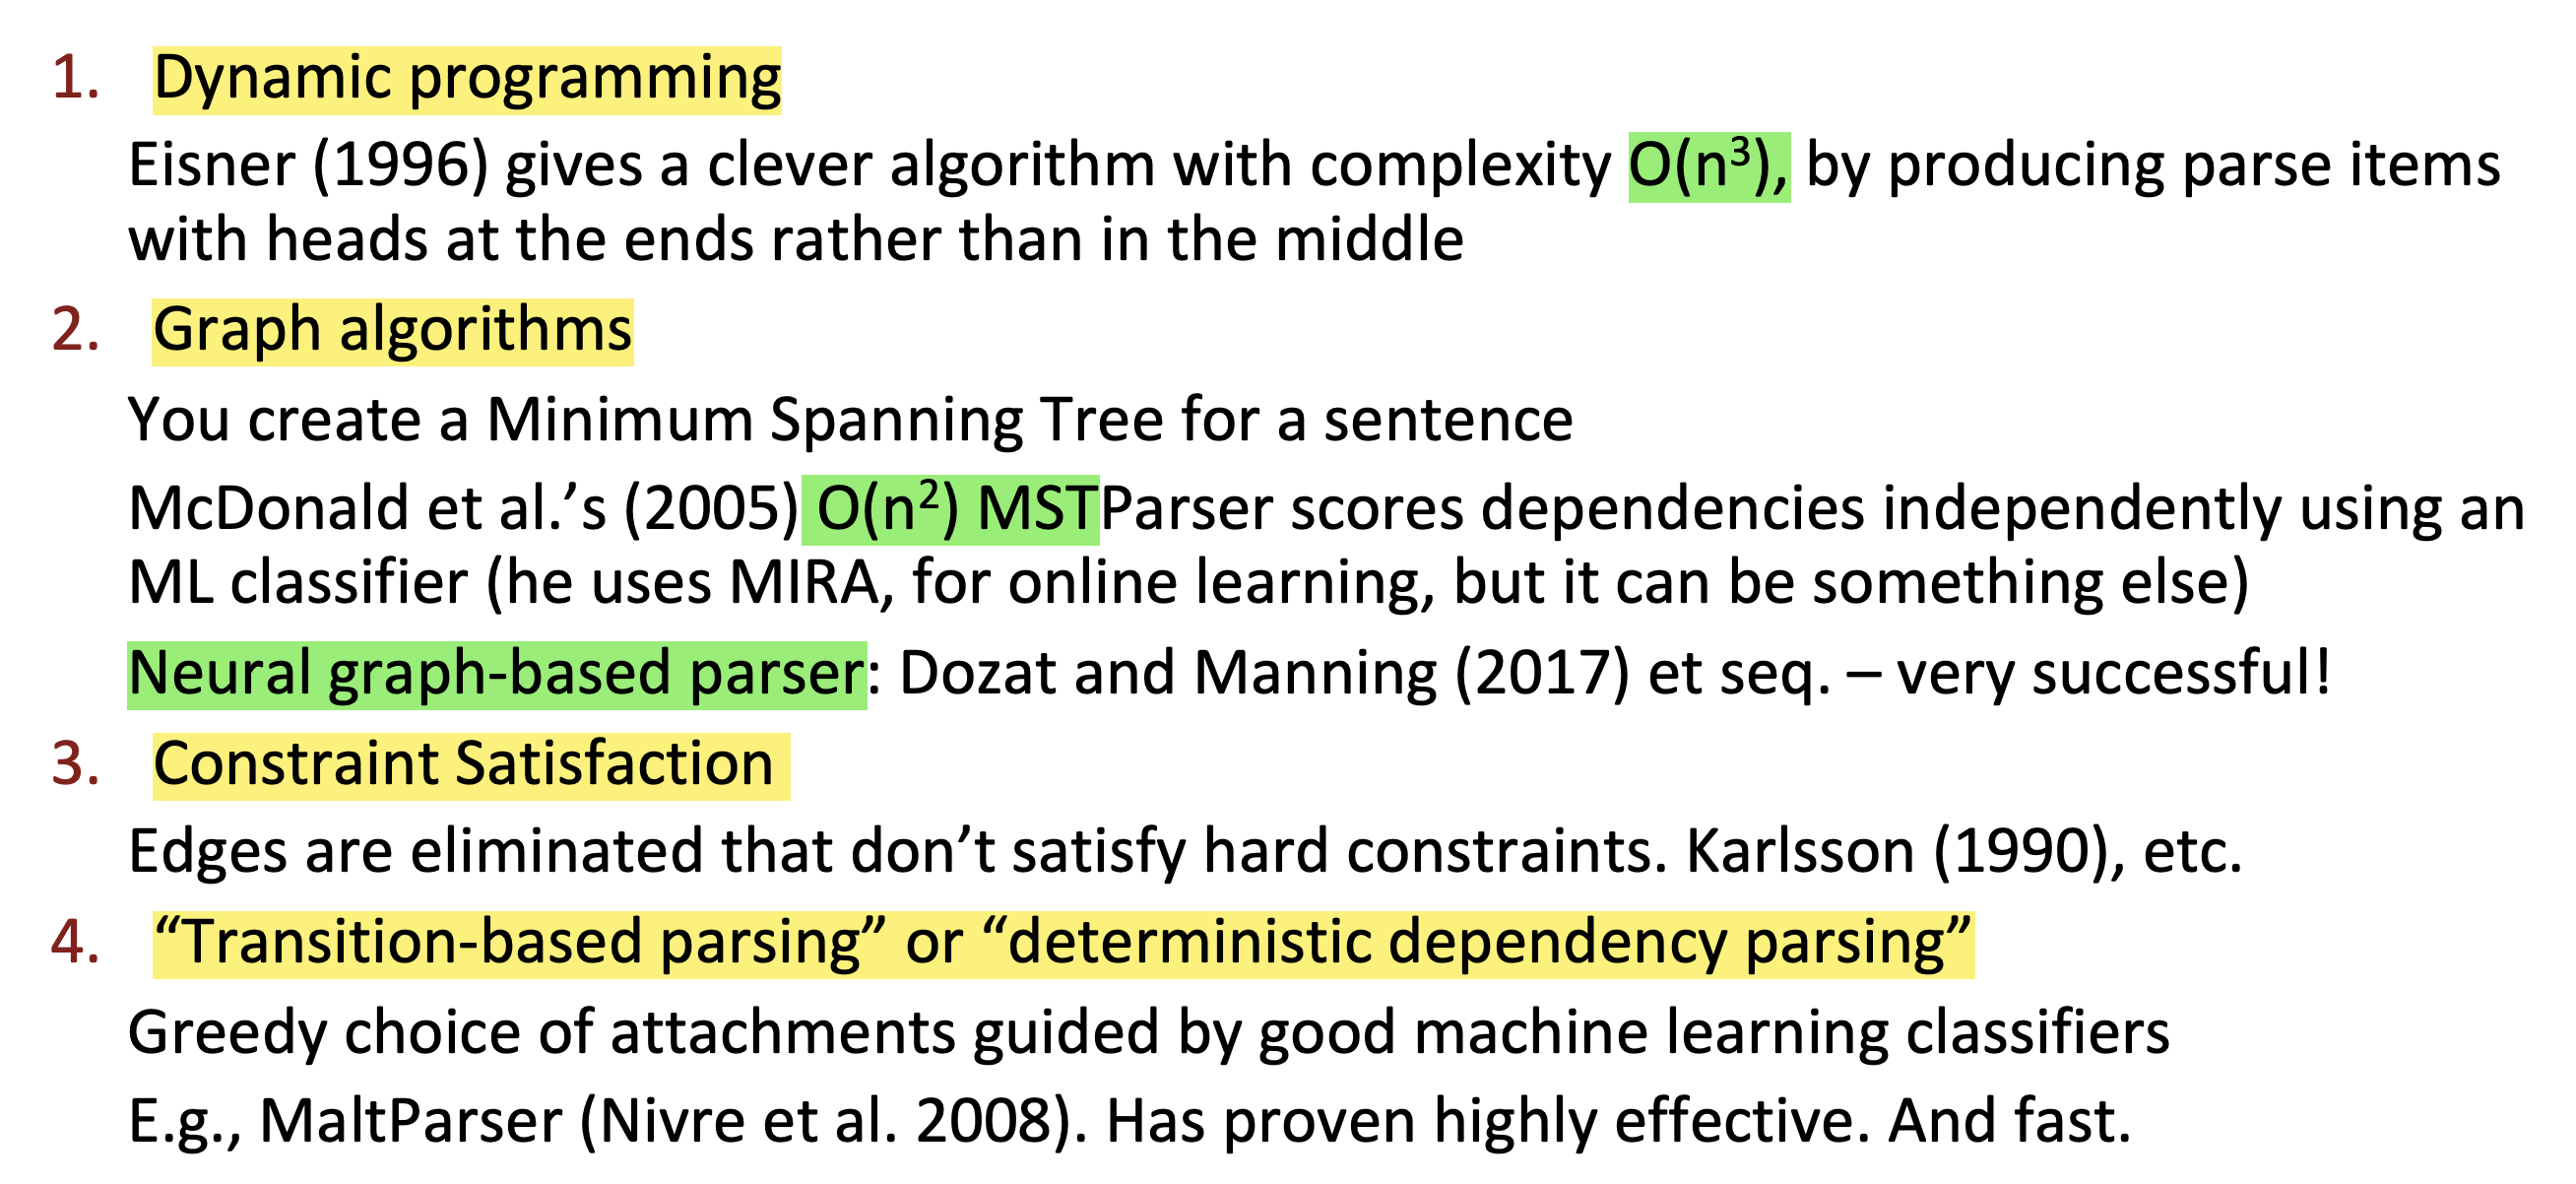 1. Dynamic programming
Eisner (1996) gives a clever algorithm with complexity O(n³), by producing parse items
with heads at the ends rather than in the middle
2. Graph algorithms
You create a Minimum Spanning Tree for a sentence
McDonald et al.’s (2005) O(n²) MSTParser scores dependencies independently using an
ML classifier (he uses MIRA, for online learning, but it can be something else)
Neural graph-based parser: Dozat and Manning (2017) et seq. – very successful!
3. Constraint Satisfaction
Edges are eliminated that don’t satisfy hard constraints. Karlsson (1990), etc.
4. “Transition-based parsing” or “deterministic dependency parsing”
Greedy choice of attachments guided by good machine learning classifiers
E.g., MaltParser (Nivre et al. 2008). Has proven highly effective. And fast.